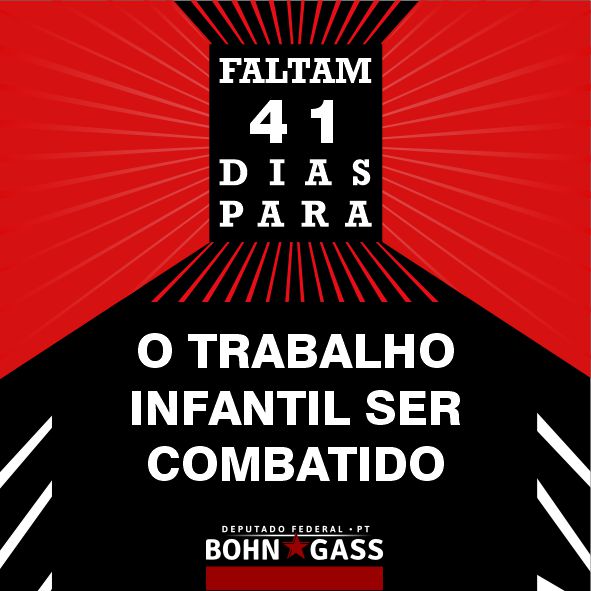 FALTAM
41
DIAS
PARA
O TRABALHO
INFANTIL SER
COMBATIDO
DEPUTADO FEDERAL • PT
BOHN★GASS